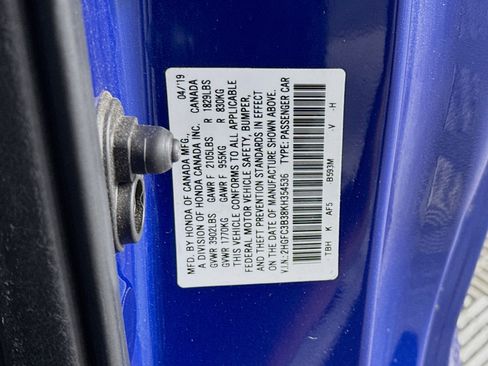 MFD. BY HONDA OF CANADA MFG., 04/19
A DIVISION OF HONDA CANADA INC., CANADA
GVWR 3902LBS GAWR F 2105LBS R 1829LBS
GVWR 1770KG GAWR F 955KG R 830KG
THIS VEHICLE CONFORMS TO ALL APPLICABLE
FEDERAL MOTOR VEHICLE SAFETY, BUMPER,
AND THEFT PREVENTION STANDARDS IN EFFECT
ON THE DATE OF MANUFACTURE SHOWN ABOVE.
V.I.N.: 2HGFC3B38KH354536 TYPE: PASSENGER CAR
TBH K AF5 B593M -V -H